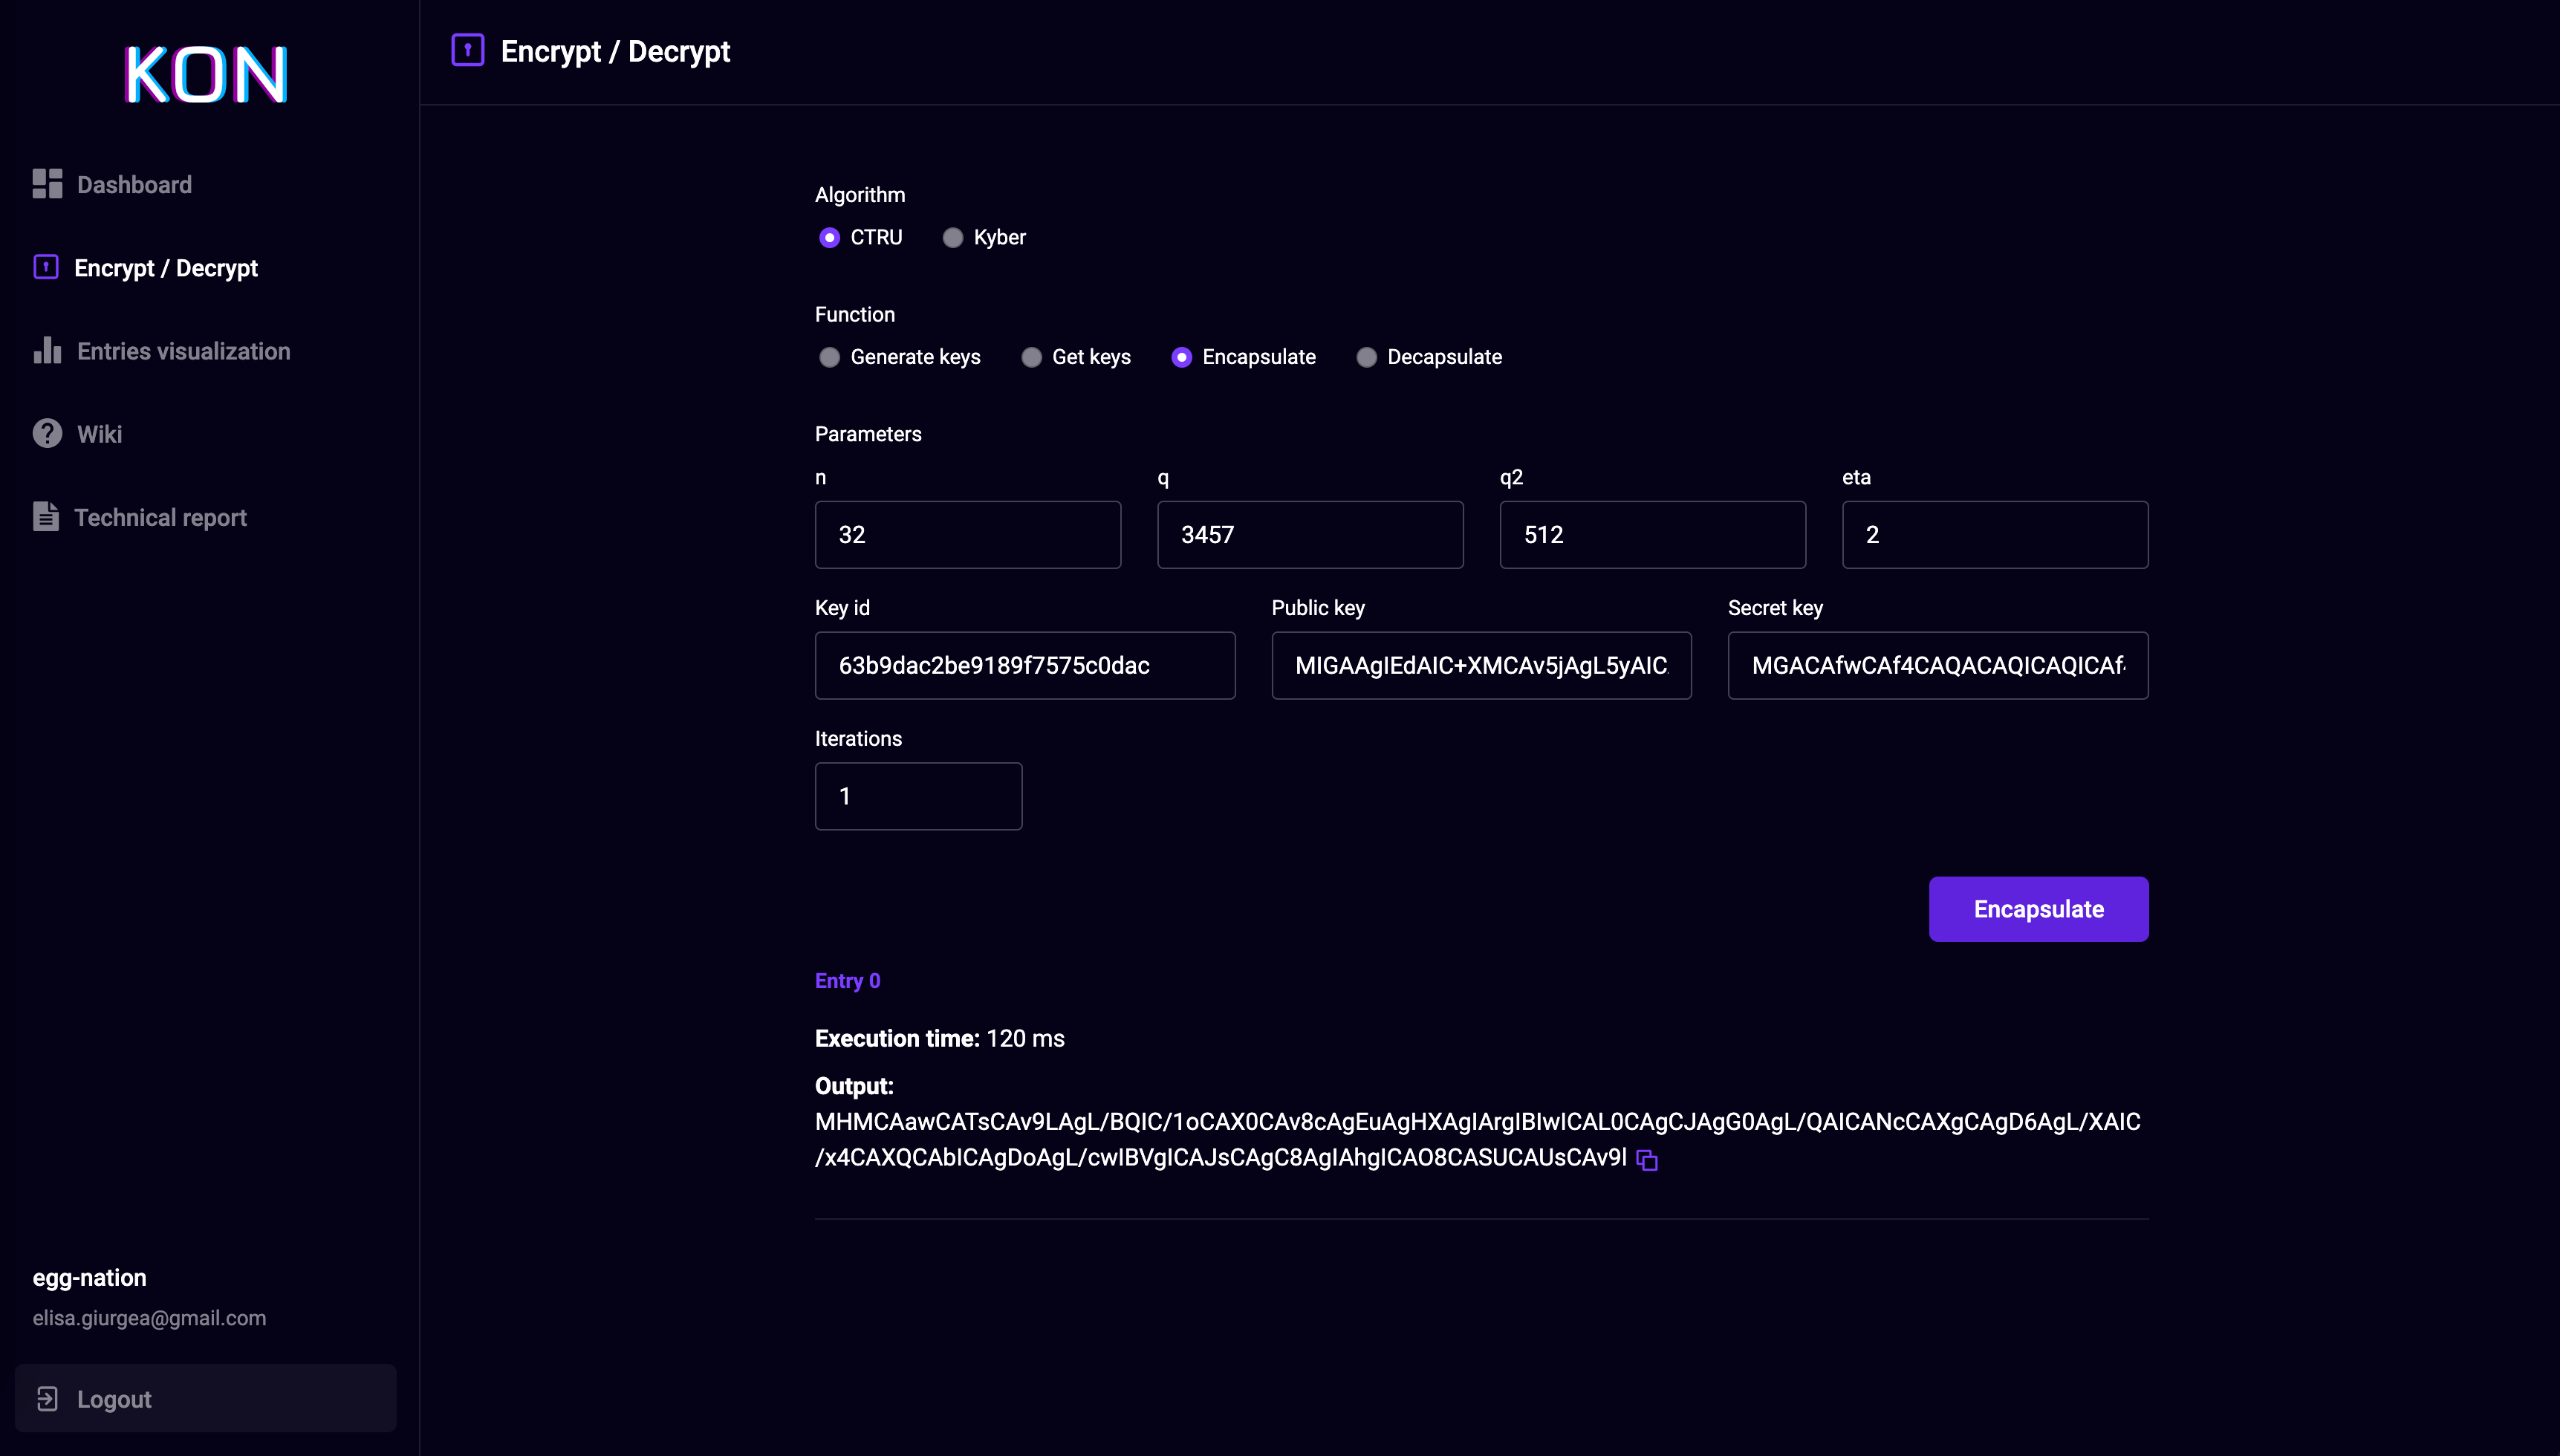 KON
Dashboard
Encrypt / Decrypt
Entries visualization
Wiki
Technical report
egg-nation
elisa.giurgea@gmail.com
Logout
Encrypt / Decrypt
Algorithm
CTRU Kyber
Function
Generate keys Get keys Encapsulate Decapsulate
Parameters
n q q2 eta
32 3457 512 2
Key id Public key Secret key
63b9dac2be9189f7575c0dac MIGAAgIEdAIC+XMCAv5jAgL5yAIC MGACAfwCAf4CAQACAQICAQICAf
Iterations
1
Encapsulate
Entry 0
Execution time: 120 ms
Output:
MHMCAawCATsCAv9LAgL/BQIC/1oCAX0CAv8cAgEuAgHXAgIArgIBIwICAL0CAgCJAgG0AgL/QAICANcCAXgCAgD6AgL/XAIC
/x4CAXQCAbICAgDoAgL/cwIBVgICAJsCAgC8AgIAhgICAO8CASUCAUsCAv9l